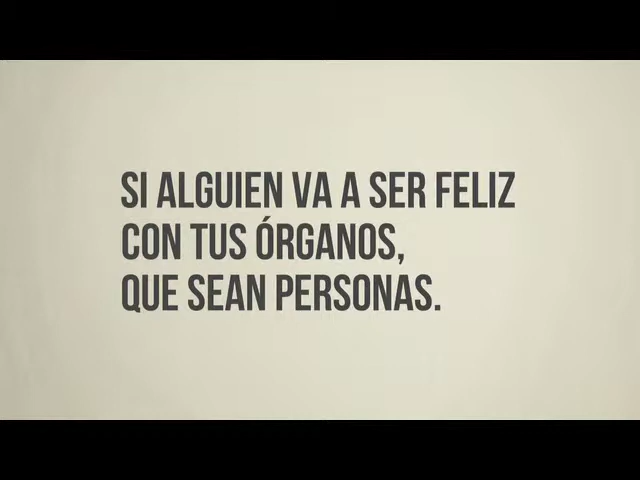 SI ALGUIEN VA A SER FELIZ
CON TUS ÓRGANOS,
QUE SEAN PERSONAS.